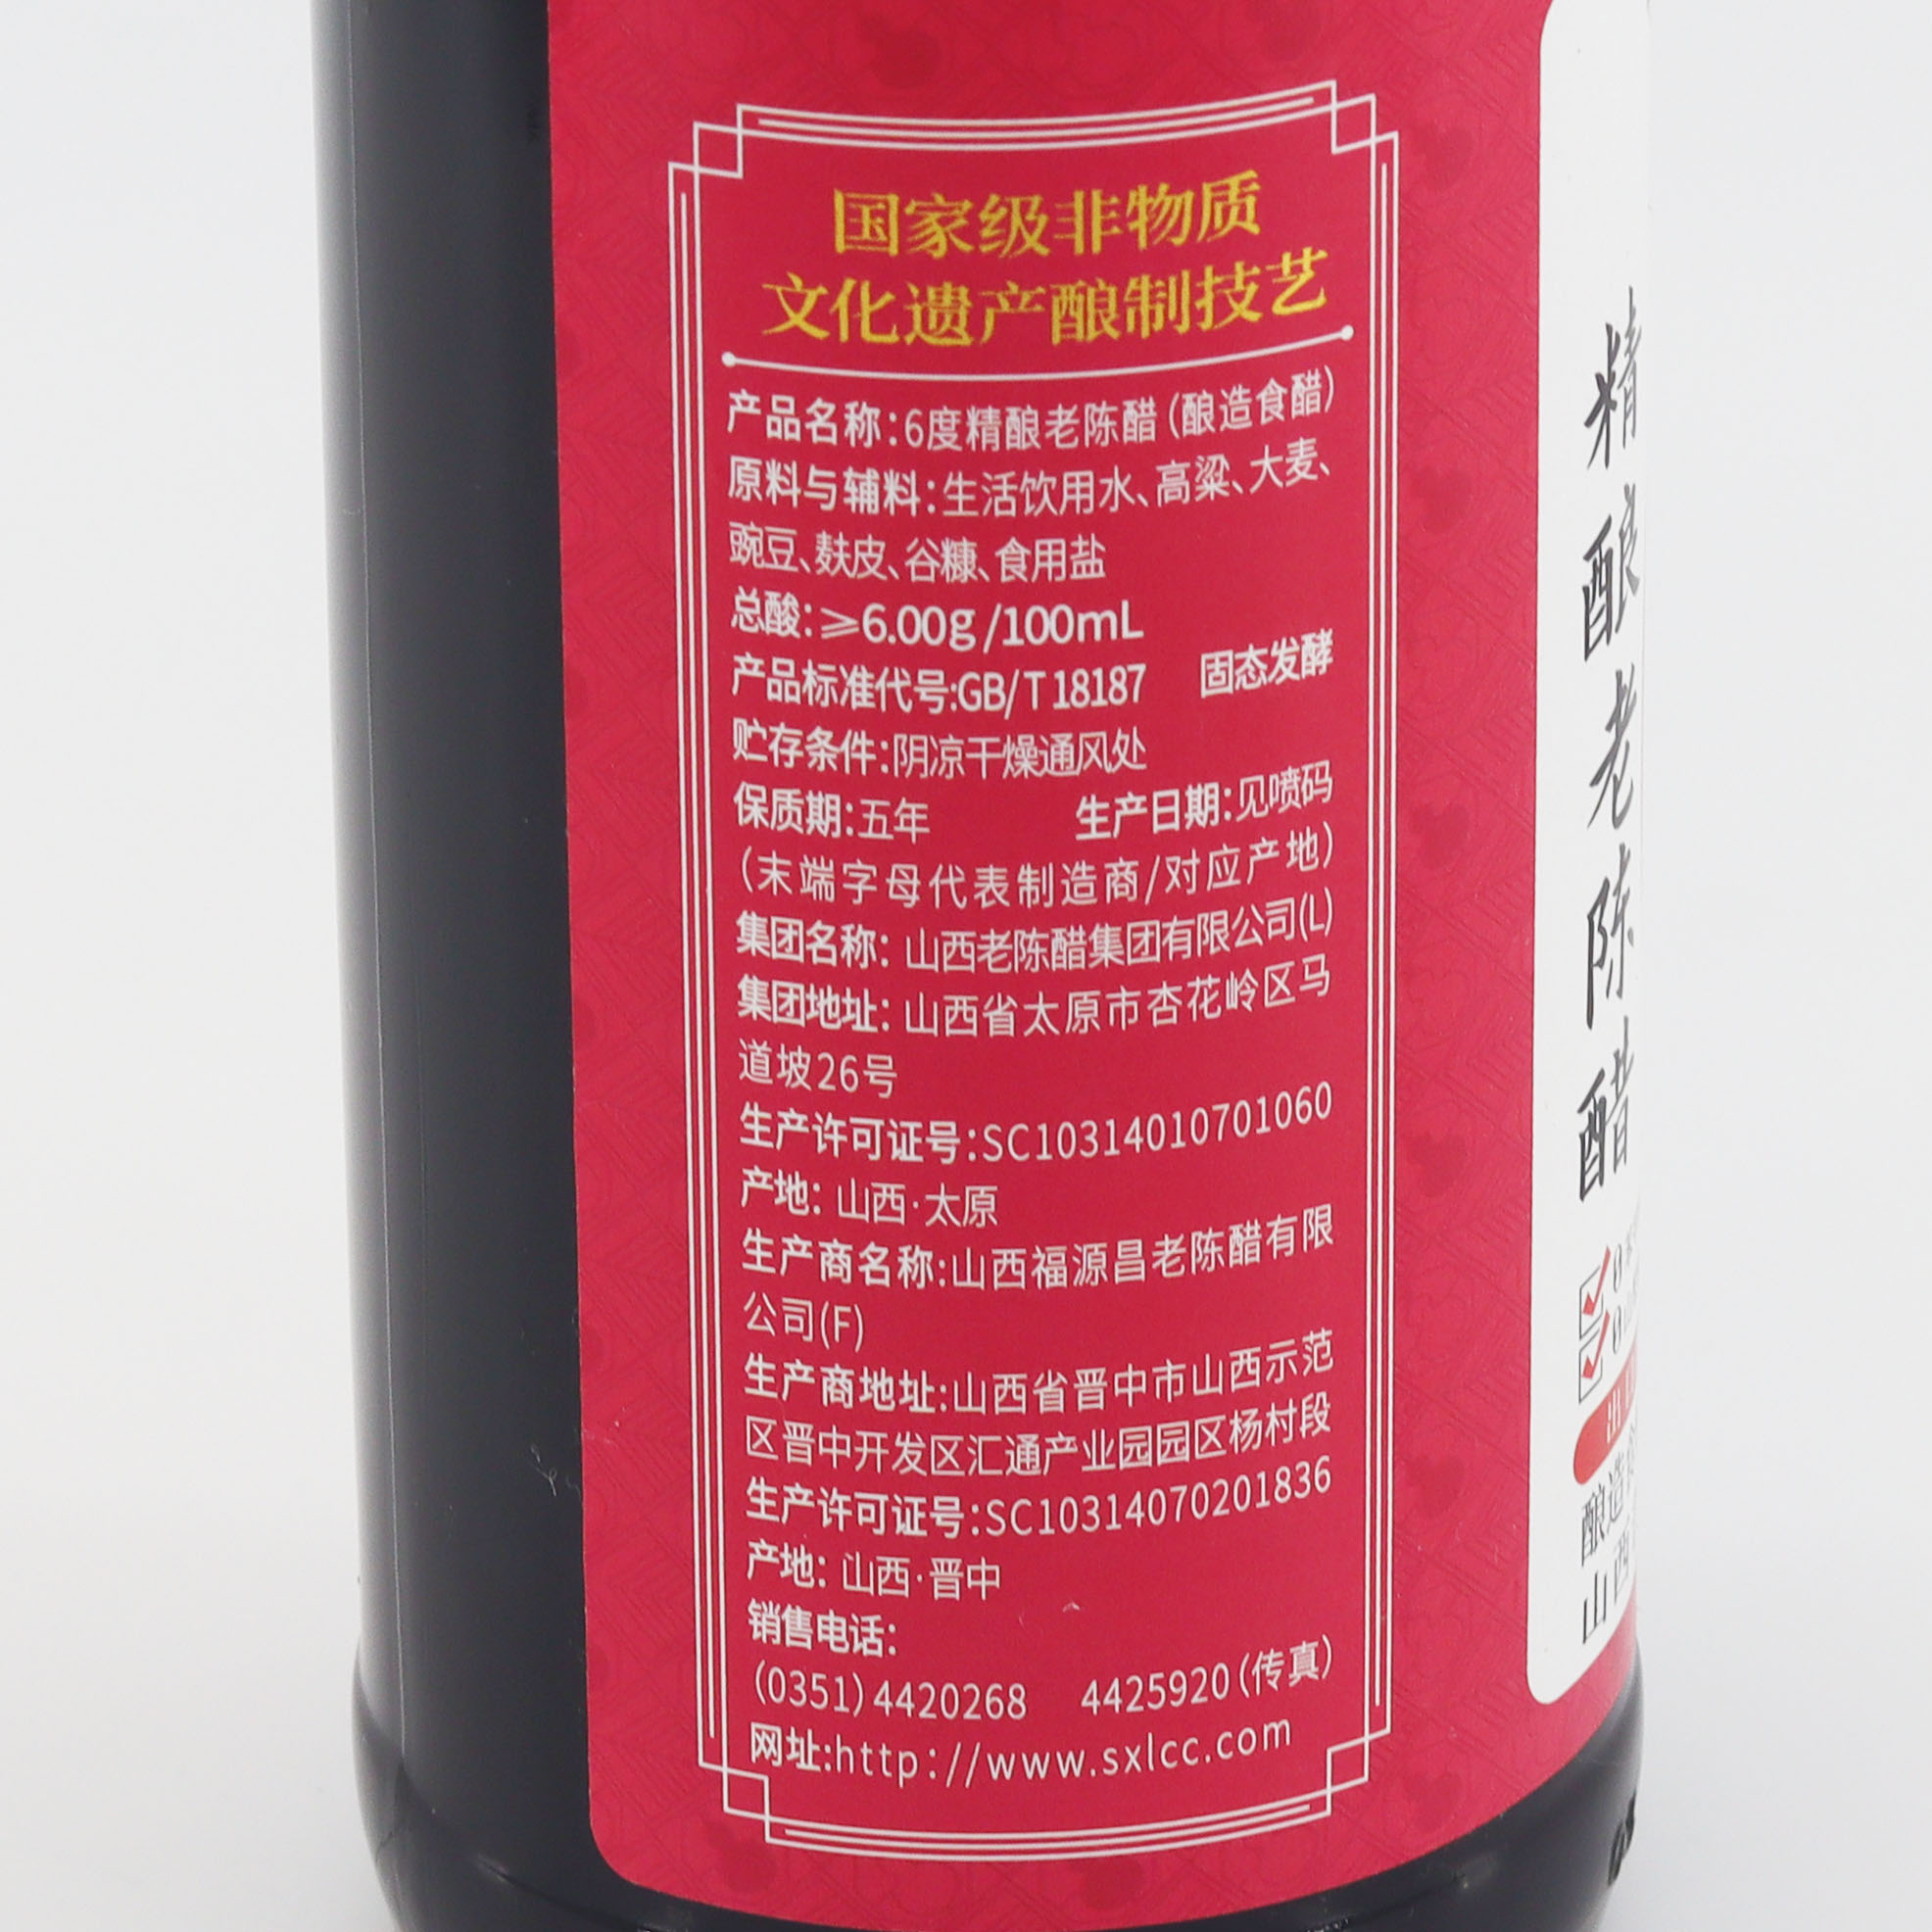 国家级非物质
文化遗产酿制技艺
产品名称:6度精酿老陈醋(酿造食醋)
原料与辅料:生活饮用水、高粱、大麦、
豌豆、麸皮、谷糠、食用盐
总酸:≥6.00g/100mL
产品标准代号:GB/T 18187 固态发酵
贮存条件:阴凉干燥通风处
保质期:五年 生产日期:见喷码
(末端字母代表制造商/对应产地)
集团名称: 山西老陈醋集团有限公司(L)
集团地址: 山西省太原市杏花岭区马
道坡26号
生产许可证号:SC10314010701060
产地: 山西·太原
生产商名称:山西福源昌老陈醋有限
公司(F)
生产商地址:山西省晋中市山西示范
区晋中开发区汇通产业园园区杨村段
生产许可证号:SC10314070201836
产地: 山西·晋中
销售电话:
(0351)4420268 4425920(传真)
网址:http://www.sxlcc.com
精酿老陈醋
0
0
酿造
山西